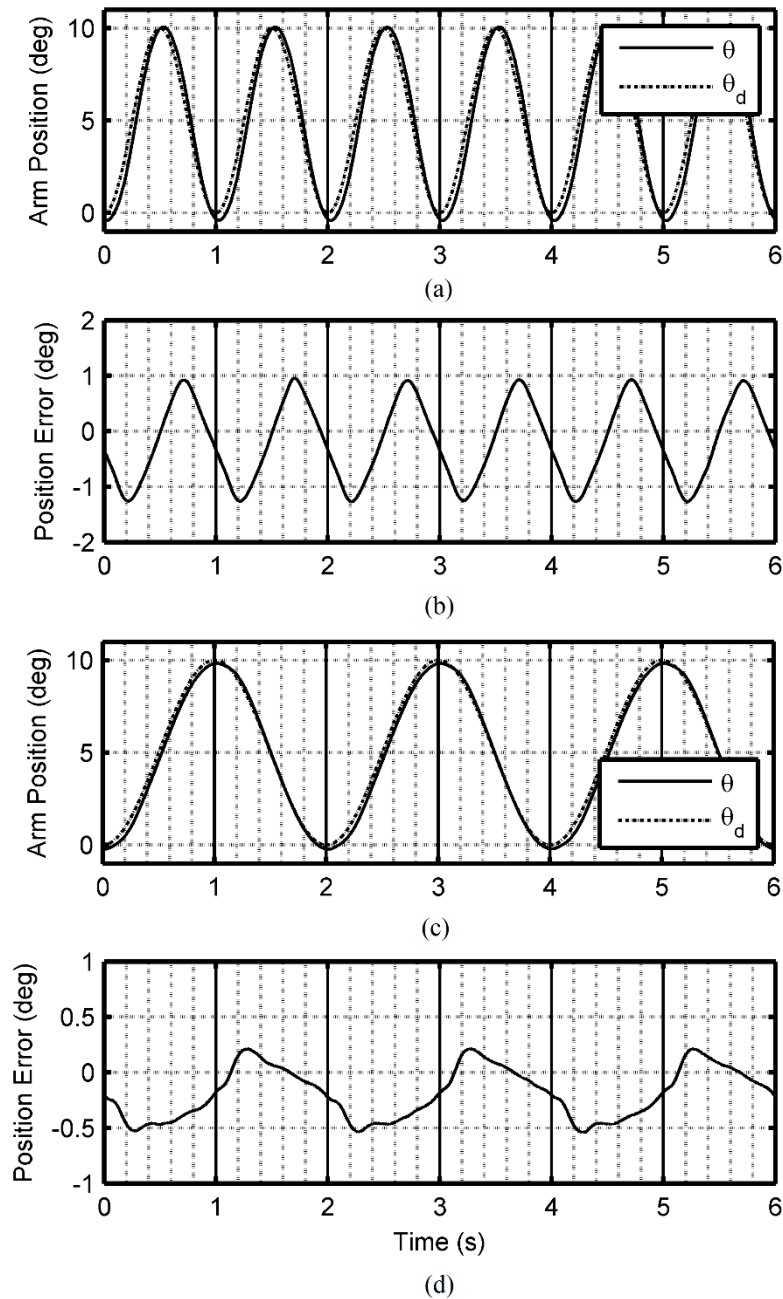 10
5
0
Arm Position (deg)
θ
θd
0 1 2 3 4 5 6
(a)
2
1
0
-1
-2
Position Error (deg)
0 1 2 3 4 5 6
(b)
10
5
0
Arm Position (deg)
θ
θd
0 1 2 3 4 5 6
(c)
1
0.5
0
-0.5
-1
Position Error (deg)
0 1 2 3 4 5 6
Time (s)
(d)